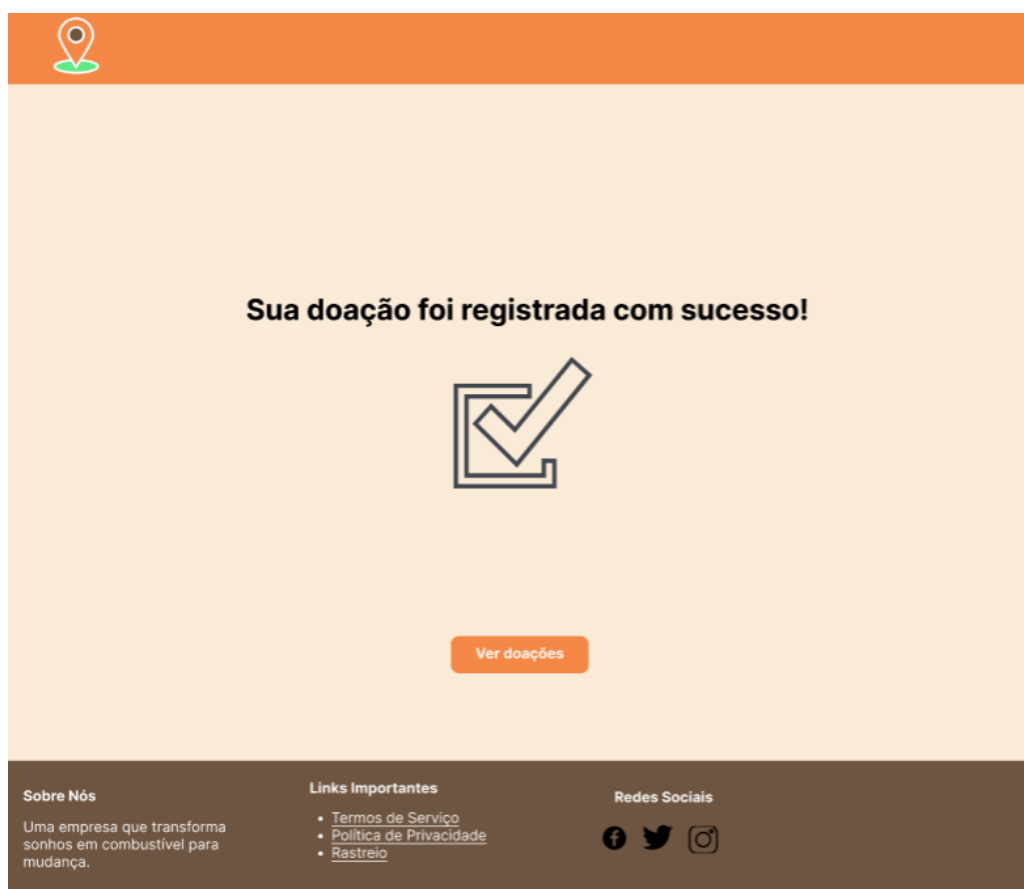 Sua doação foi registrada com sucesso!
Ver doações
Sobre Nós
Uma empresa que transforma
sonhos em combustível para
mudança.
Links Importantes
Termos de Serviço
Política de Privacidade
Rastreio
Redes Sociais